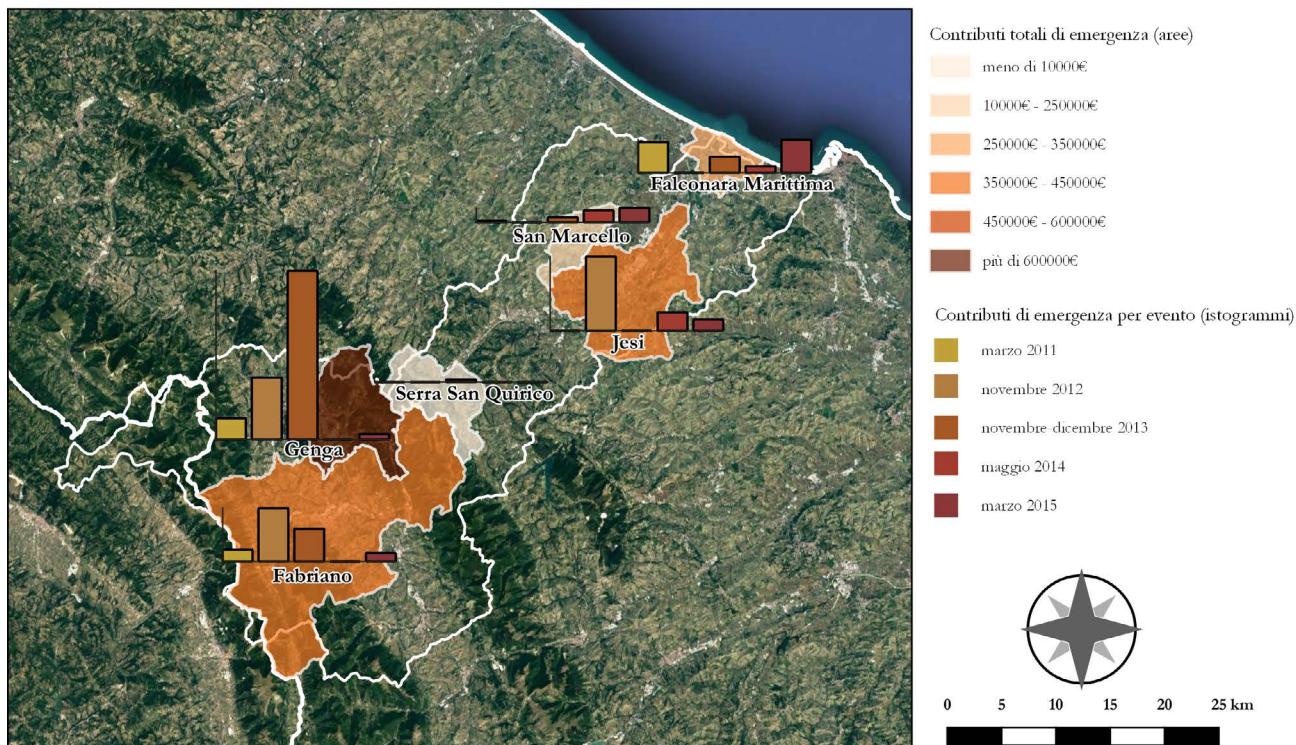 Falconara Marittima
San Marcello
Jesi
Serra San Quirico
Genga
Fabriano
Contributi totali di emergenza (aree)
meno di 10000€
10000€ - 250000€
250000€ - 350000€
350000€ - 450000€
450000€ - 600000€
più di 600000€
Contributi di emergenza per evento (istogrammi)
marzo 2011
novembre 2012
novembre-dicembre 2013
maggio 2014
marzo 2015
0 5 10 15 20 25 km